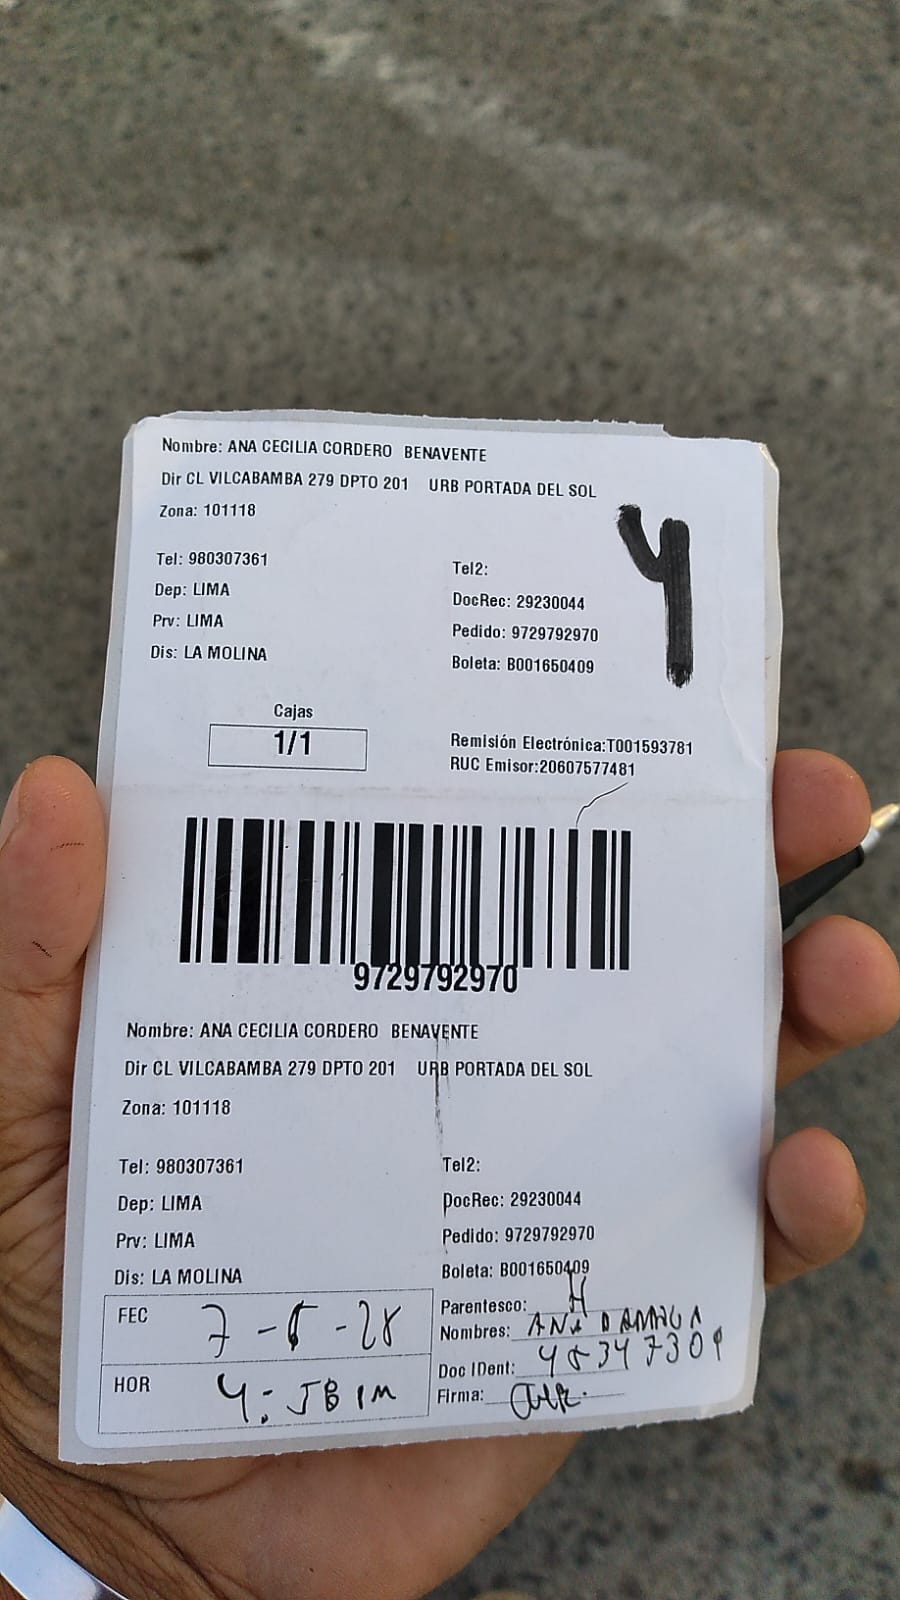 Nombre: ANA CECILIA CORDERO BENAVENTE
Dir CL VILCABAMBA 279 DPTO 201 URB PORTADA DEL SOL
Zona: 101118
4
Tel: 980307361
Tel2:
Dep: LIMA
DocRec: 29230044
Prv: LIMA
Pedido: 9729792970
Dis: LA MOLINA
Boleta: B001650409
Cajas
1/1
Remisión Electrónica:T001593781
RUC Emisor:20607577481
9729792970
Nombre: ANA CECILIA CORDERO BENAVENTE
Dir CL VILCABAMBA 279 DPTO 201 URB PORTADA DEL SOL
Zona: 101118
Tel: 980307361
Tel2:
Dep: LIMA
DocRec: 29230044
Prv: LIMA
Pedido: 9729792970
Dis: LA MOLINA
Boleta: B001650409
FEC
Parentesco: H
Nombres: ANA
HOR
Doc IDent:
Firma: